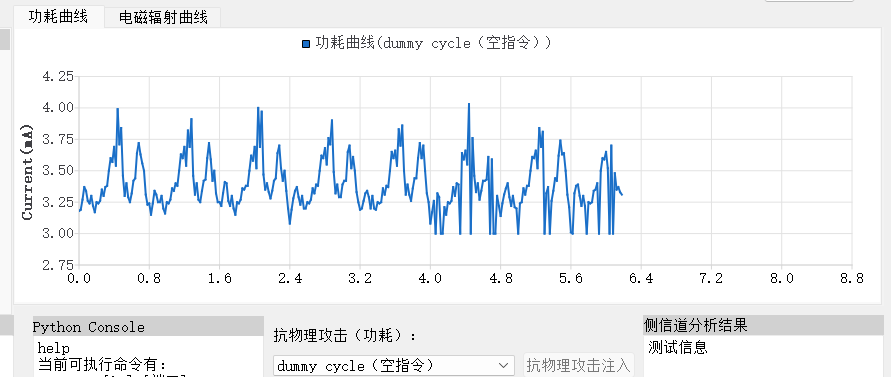 功耗曲线 电磁辐射曲线
功耗曲线(dummy cycle（空指令）)
4.25
4.00
3.75
3.50
3.25
3.00
2.75
Current(mA)
0.0 0.8 1.6 2.4 3.2 4.0 4.8 5.6 6.4 7.2 8.0 8.8
Python Console
help
当前可执行命令有：
抗物理攻击（功耗）：
dummy cycle（空指令）
抗物理攻击注入
侧信道分析结果
测试信息